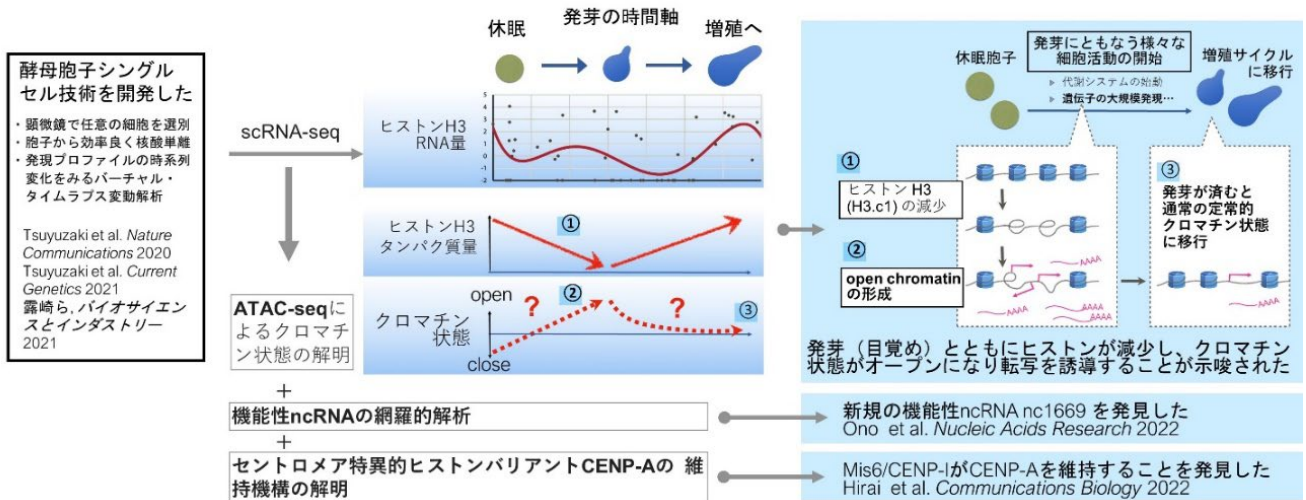 酵母胞子シングル
セル技術を開発した
・顕微鏡で任意の細胞を選別
・胞子から効率良く核酸単離
・発現プロファイルの時系列
変化をみるバーチャル・
タイムラプス変動解析
Tsuyuzaki et al. Nature
Communications 2020
Tsuyuzaki et al. Current
Genetics 2021
露崎ら, バイオサイエン
スとインダストリー
2021
scRNA-seq
ATAC-seqに
よるクロマチ
ン状態の解明
発芽の時間軸
休眠
増殖へ
ヒストンH3
RNA量
5
4
3
2
1
0
-1
-2
ヒストンH3
タンパク質量
①
クロマチン
状態
open
close
?
②
?
③
休眠胞子
発芽にともなう様々な
細胞活動の開始
▶ 代謝システムの始動
▶ 遺伝子の大規模発現…
増殖サイクル
に移行
①
ヒストン H3
(H3.c1) の減少
②
open chromatin
の形成
AAAA
AAAA
AAAA
AAAA
AAAA
③
発芽が済むと
通常の定常的
クロマチン状態
に移行
AAAA
発芽（目覚め）とともにヒストンが減少し、クロマチン
状態がオープンになり転写を誘導することが示唆された
+
機能性ncRNAの網羅的解析
新規の機能性ncRNA nc1669 を発見した
Ono et al. Nucleic Acids Research 2022
+
セントロメア特異的ヒストンバリアントCENP-Aの 維
持機構の解明
Mis6/CENP-IがCENP-Aを維持することを発見した
Hirai et al. Communications Biology 2022